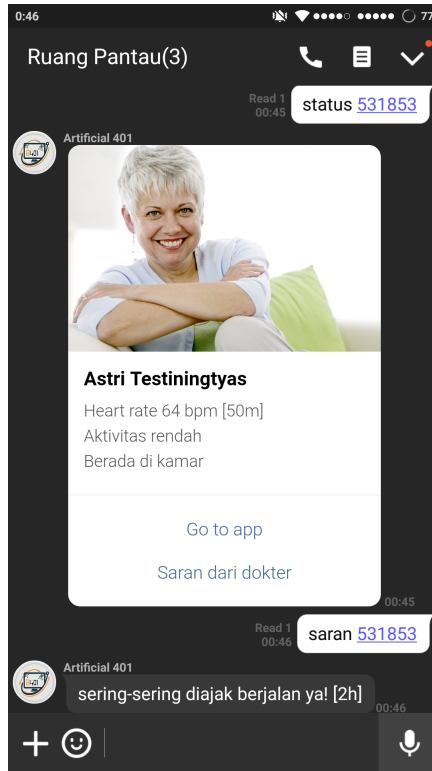 0:46
77
Ruang Pantau(3)
Read 1
00:45
status 531853
Artificial 401
Astri Testiningtyas
Heart rate 64 bpm [50m]
Aktivitas rendah
Berada di kamar
Go to app
Saran dari dokter
00:45
Read 1
00:46
saran 531853
Artificial 401
sering-sering diajak berjalan ya! [2h]
00:46